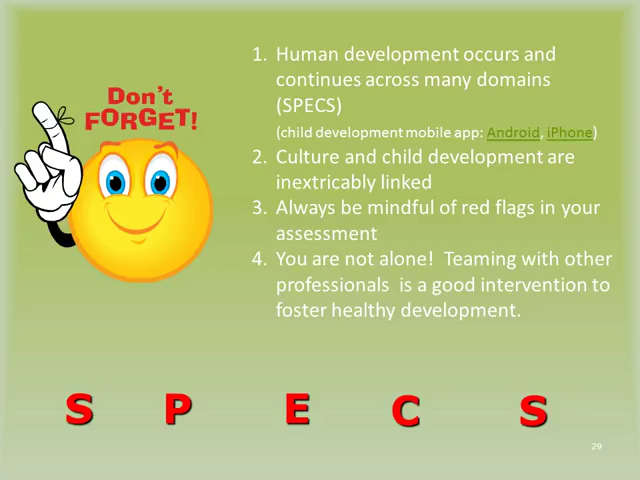 Don't
FORGET!
1. Human development occurs and
continues across many domains
(SPECS)
(child development mobile app: Android, iPhone)
2. Culture and child development are
inextricably linked
3. Always be mindful of red flags in your
assessment
4. You are not alone!  Teaming with other
professionals  is a good intervention to
foster healthy development.
S P E C S
29